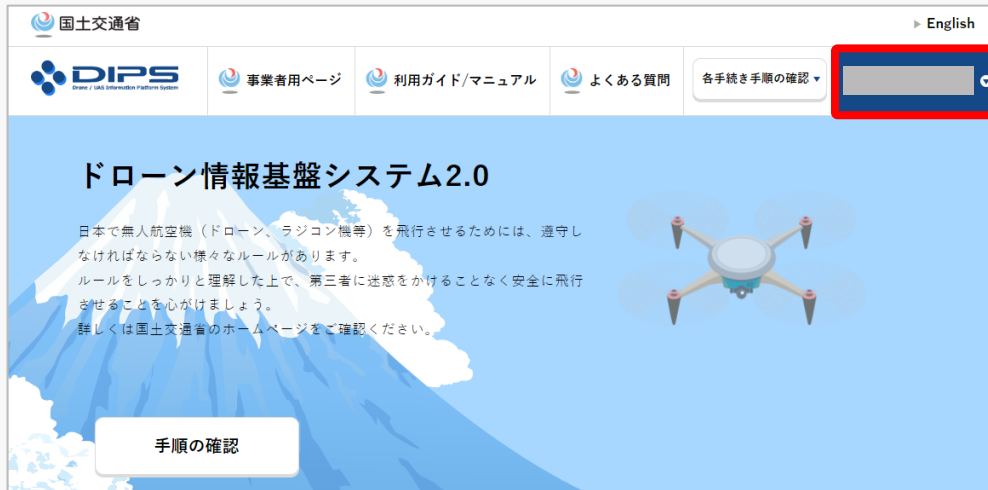 国土交通省
English
DIPS
Drone / UAS Information Platform System
事業者用ページ
利用ガイド/マニュアル
よくある質問
各手続き手順の確認
ドローン情報基盤システム2.0
日本で無人航空機（ドローン、ラジコン機等）を飛行させるためには、遵守し
なければならない様々なルールがあります。
ルールをしっかりと理解した上で、第三者に迷惑をかけることなく安全に飛行
させることを心がけましょう。
詳しくは国土交通省のホームページをご確認ください。
手順の確認